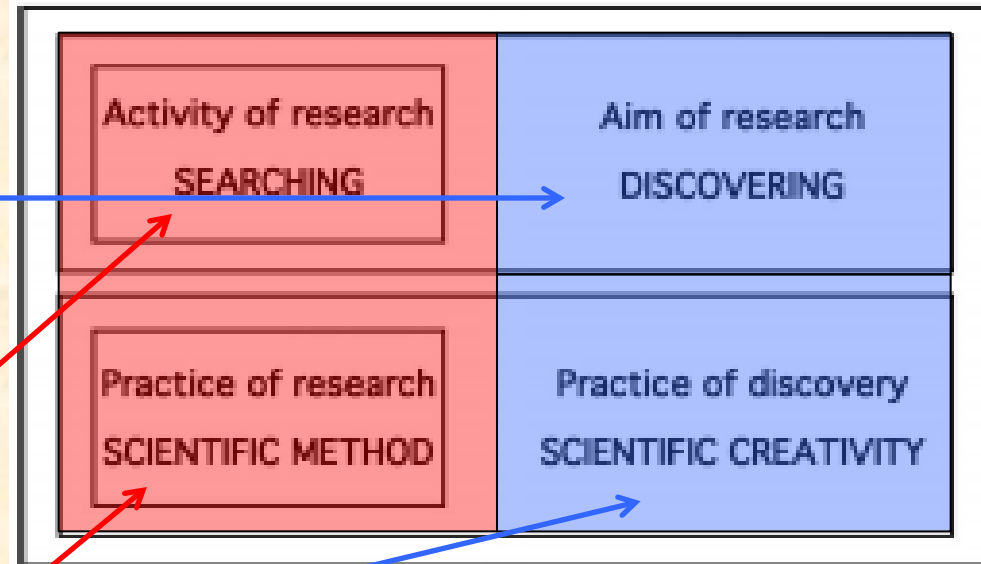 Activity of research
SEARCHING
Aim of research
DISCOVERING
Practice of research
SCIENTIFIC METHOD
Practice of discovery
SCIENTIFIC CREATIVITY